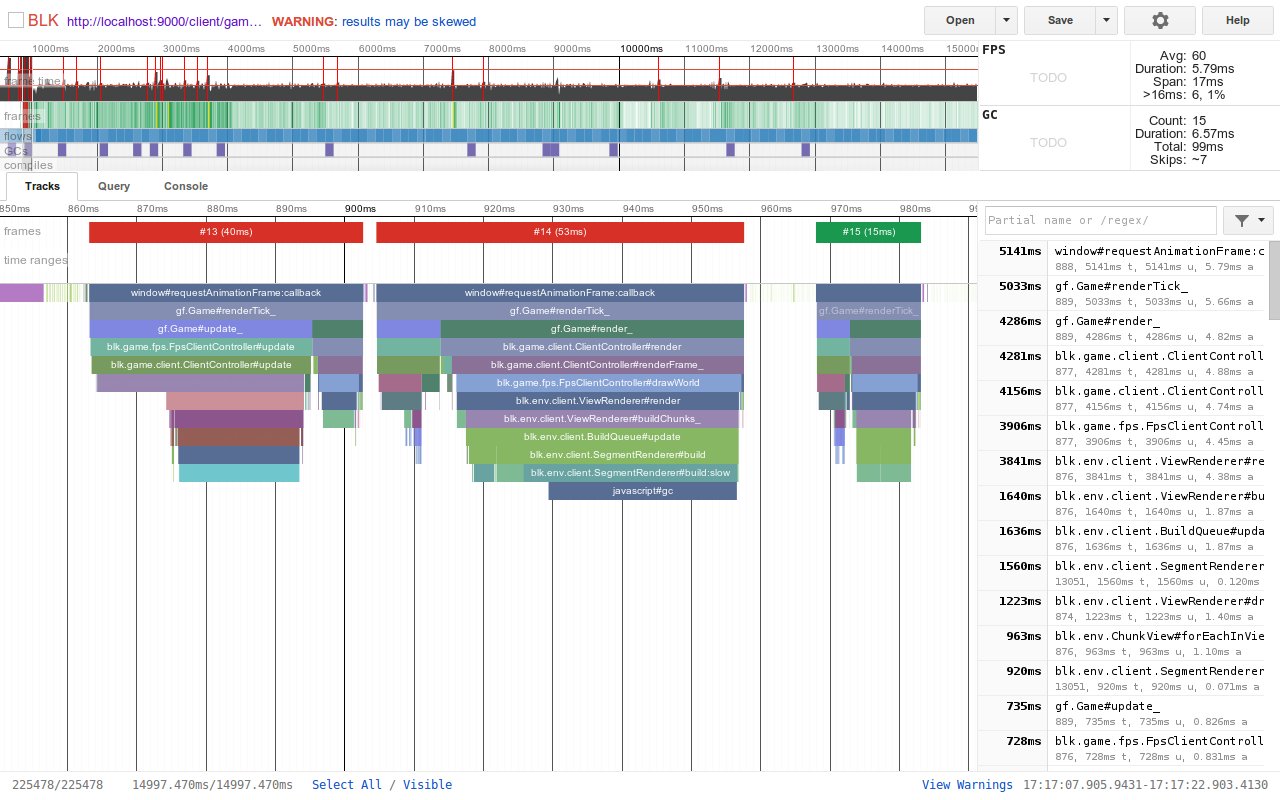 BLK http://localhost:9000/client/gam... WARNING: results may be skewed Open Save Help
1000ms 2000ms 3000ms 4000ms 5000ms 6000ms 7000ms 8000ms 9000ms 10000ms 11000ms 12000ms 13000ms 14000ms 15000
frame time
frames
flows
GCs
compiles
FPS
TODO
Avg: 60
Duration: 5.79ms
Span: 17ms
>16ms: 6, 1%
GC
TODO
Count: 15
Duration: 6.57ms
Total: 99ms
Skips: ~7
Tracks Query Console
850ms 860ms 870ms 880ms 890ms 900ms 910ms 920ms 930ms 940ms 950ms 960ms 970ms 980ms 99
frames #13 (40ms) #14 (53ms) #15 (15ms)
time ranges
window#requestAnimationFrame:callback window#requestAnimationFrame:callback
gf.Game#renderTick_ gf.Game#renderTick_ gf.Game#renderTick_
gf.Game#update_ gf.Game#render_
blk.game.fps.FpsClientController#update blk.game.client.ClientController#render
blk.game.client.ClientController#update blk.game.client.ClientController#renderFrame_
blk.game.fps.FpsClientController#drawWorld
blk.env.client.ViewRenderer#render
blk.env.client.ViewRenderer#buildChunks_
blk.env.client.BuildQueue#update
blk.env.client.SegmentRenderer#build
blk.env.client.SegmentRenderer#build:slow
javascript#gc
Partial name or /regex/
5141ms window#requestAnimationFrame:c
888, 5141ms t, 5141ms u, 5.79ms a
5033ms gf.Game#renderTick_
889, 5033ms t, 5033ms u, 5.66ms a
4286ms gf.Game#render_
889, 4286ms t, 4286ms u, 4.82ms a
4281ms blk.game.client.ClientControll
877, 4281ms t, 4281ms u, 4.88ms a
4156ms blk.game.client.ClientControll
877, 4156ms t, 4156ms u, 4.74ms a
3906ms blk.game.fps.FpsClientControll
877, 3906ms t, 3906ms u, 4.45ms a
3841ms blk.env.client.ViewRenderer#re
876, 3841ms t, 3841ms u, 4.38ms a
1640ms blk.env.client.ViewRenderer#bu
876, 1640ms t, 1640ms u, 1.87ms a
1636ms blk.env.client.BuildQueue#upda
876, 1636ms t, 1636ms u, 1.87ms a
1560ms blk.env.client.SegmentRenderer
13051, 1560ms t, 1560ms u, 0.120ms
1223ms blk.env.client.ViewRenderer#dr
874, 1223ms t, 1223ms u, 1.40ms a
963ms blk.env.ChunkView#forEachInVie
876, 963ms t, 963ms u, 1.10ms a
920ms blk.env.client.SegmentRenderer
13051, 920ms t, 920ms u, 0.071ms a
735ms gf.Game#update_
889, 735ms t, 735ms u, 0.826ms a
728ms blk.game.fps.FpsClientControll
876, 728ms t, 728ms u, 0.831ms a
225478/225478 14997.470ms/14997.470ms Select All / Visible View Warnings 17:17:07.905.9431-17:17:22.903.4130